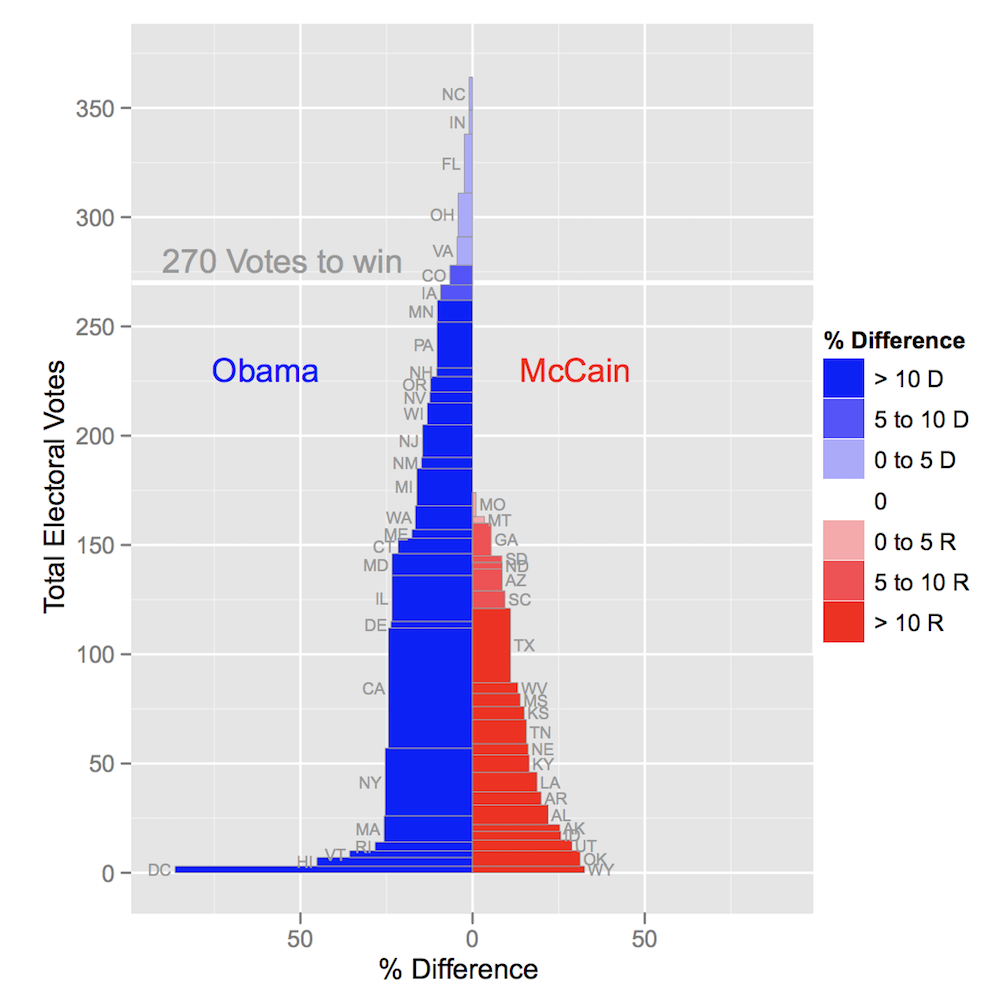 350
300
250
200
150
100
50
0
Total Electoral Votes
NC
IN
FL
OH
VA
270 Votes to win
CO
IA
MN
PA
NH
OR
NV
WI
NJ
NM
MI
WA
ME
CT
MD
IL
DE
CA
NY
MA
RI
VT
HI
DC
Obama
McCain
MO
MT
GA
SD
ND
AZ
SC
TX
WV
MS
KS
TN
NE
KY
LA
AR
AL
AK
ID
UT
OK
WY
50
0
50
% Difference
% Difference
> 10 D
5 to 10 D
0 to 5 D
0
0 to 5 R
5 to 10 R
> 10 R